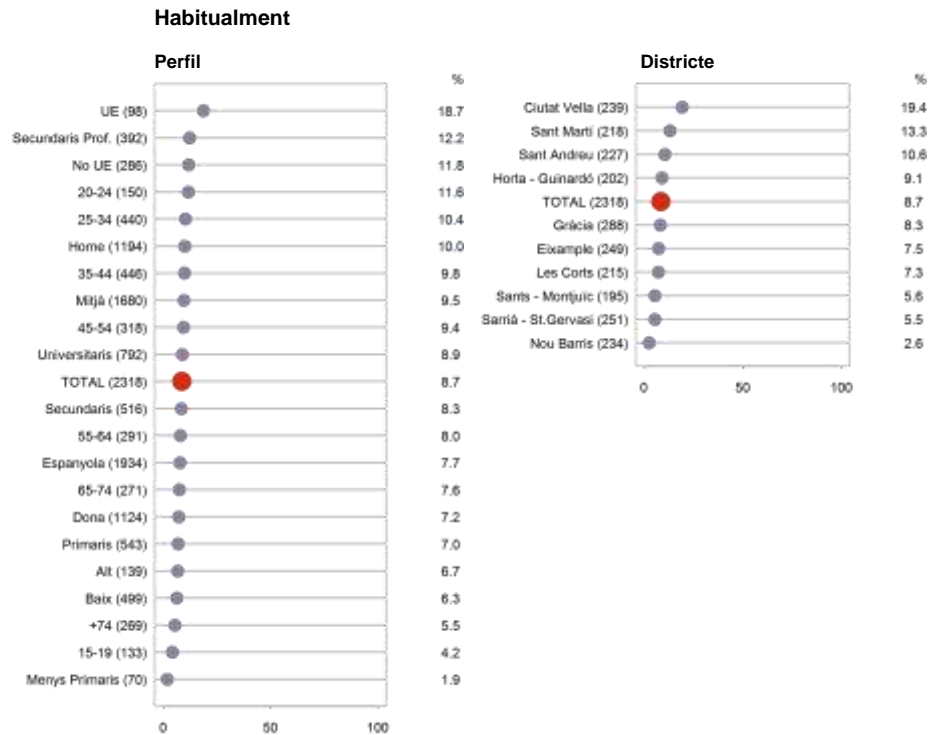 Habitualment
Perfil
%
UE (98) 18.7
Secundaris Prof. (392) 12.2
No UE (286) 11.8
20-24 (150) 11.6
25-34 (440) 10.4
Home (1194) 10.0
35-44 (446) 9.8
Mitjà (1680) 9.5
45-54 (318) 9.4
Universitaris (792) 8.9
TOTAL (2318) 8.7
Secundaris (516) 8.3
55-64 (291) 8.0
Espanyola (1934) 7.7
65-74 (271) 7.6
Dona (1124) 7.2
Primaris (543) 7.0
Alt (139) 6.7
Baix (499) 6.3
+74 (269) 5.5
15-19 (133) 4.2
Menys Primaris (70) 1.9
0 50 100
Districte
%
Ciutat Vella (239) 19.4
Sant Martí (218) 13.3
Sant Andreu (227) 10.6
Horta - Guinardó (202) 9.1
TOTAL (2318) 8.7
Gràcia (288) 8.3
Eixample (249) 7.5
Les Corts (215) 7.3
Sants - Montjuïc (195) 5.6
Sarrià - St.Gervasi (251) 5.5
Nou Barris (234) 2.6
0 50 100